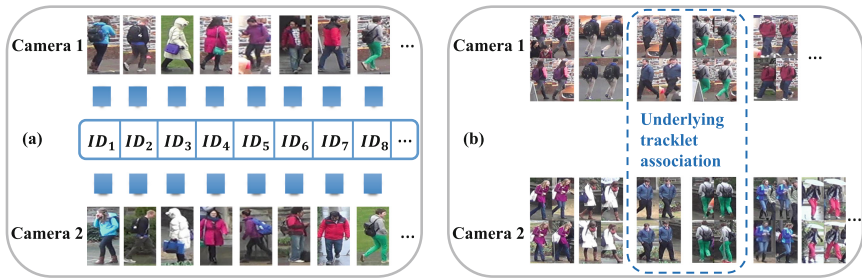 Camera 1
...
(a)
ID1 ID2 ID3 ID4 ID5 ID6 ID7 ID8 ...
Camera 2
...
Camera 1
...
(b)
Underlying
tracklet
association
Camera 2
...